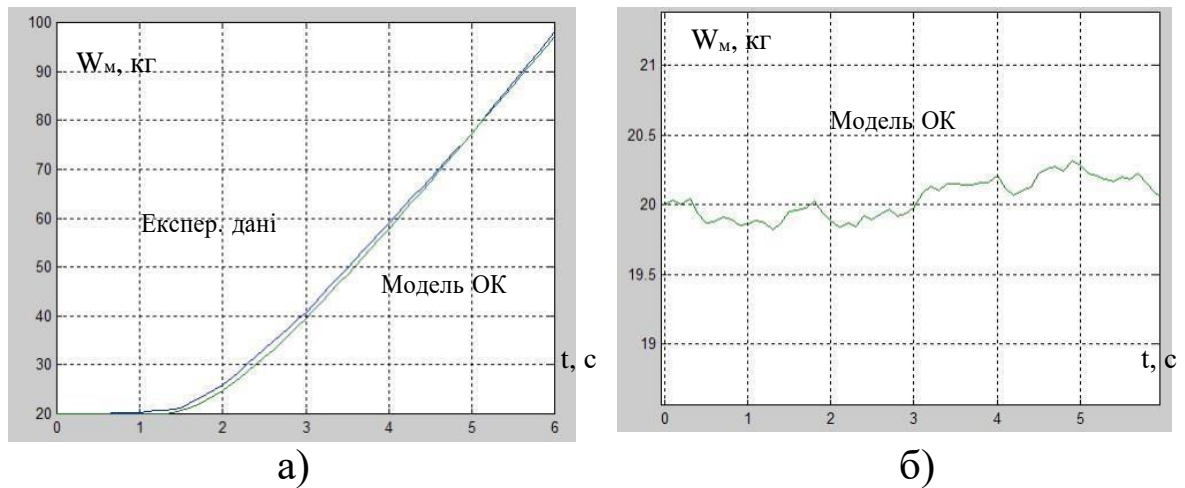 100
90
80
70
60
50
40
30
20
Wм, кг
Експер. дані
Модель ОК
t, с
0 1 2 3 4 5 6
а)
21
20.5
20
19.5
19
Wм, кг
Модель ОК
t, с
0 1 2 3 4 5
б)